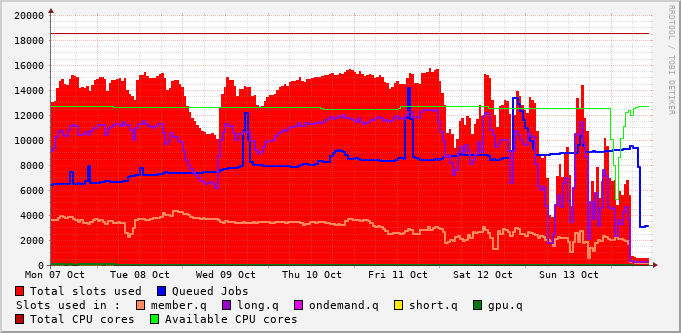 20000
18000
16000
14000
12000
10000
8000
6000
4000
2000
0
Mon 07 Oct Tue 08 Oct Wed 09 Oct Thu 10 Oct Fri 11 Oct Sat 12 Oct Sun 13 Oct
Total slots used Queued Jobs
Slots used in : member.q long.q ondemand.q short.q gpu.q
Total CPU cores Available CPU cores
RRDTOOL / TOBI OETIKER